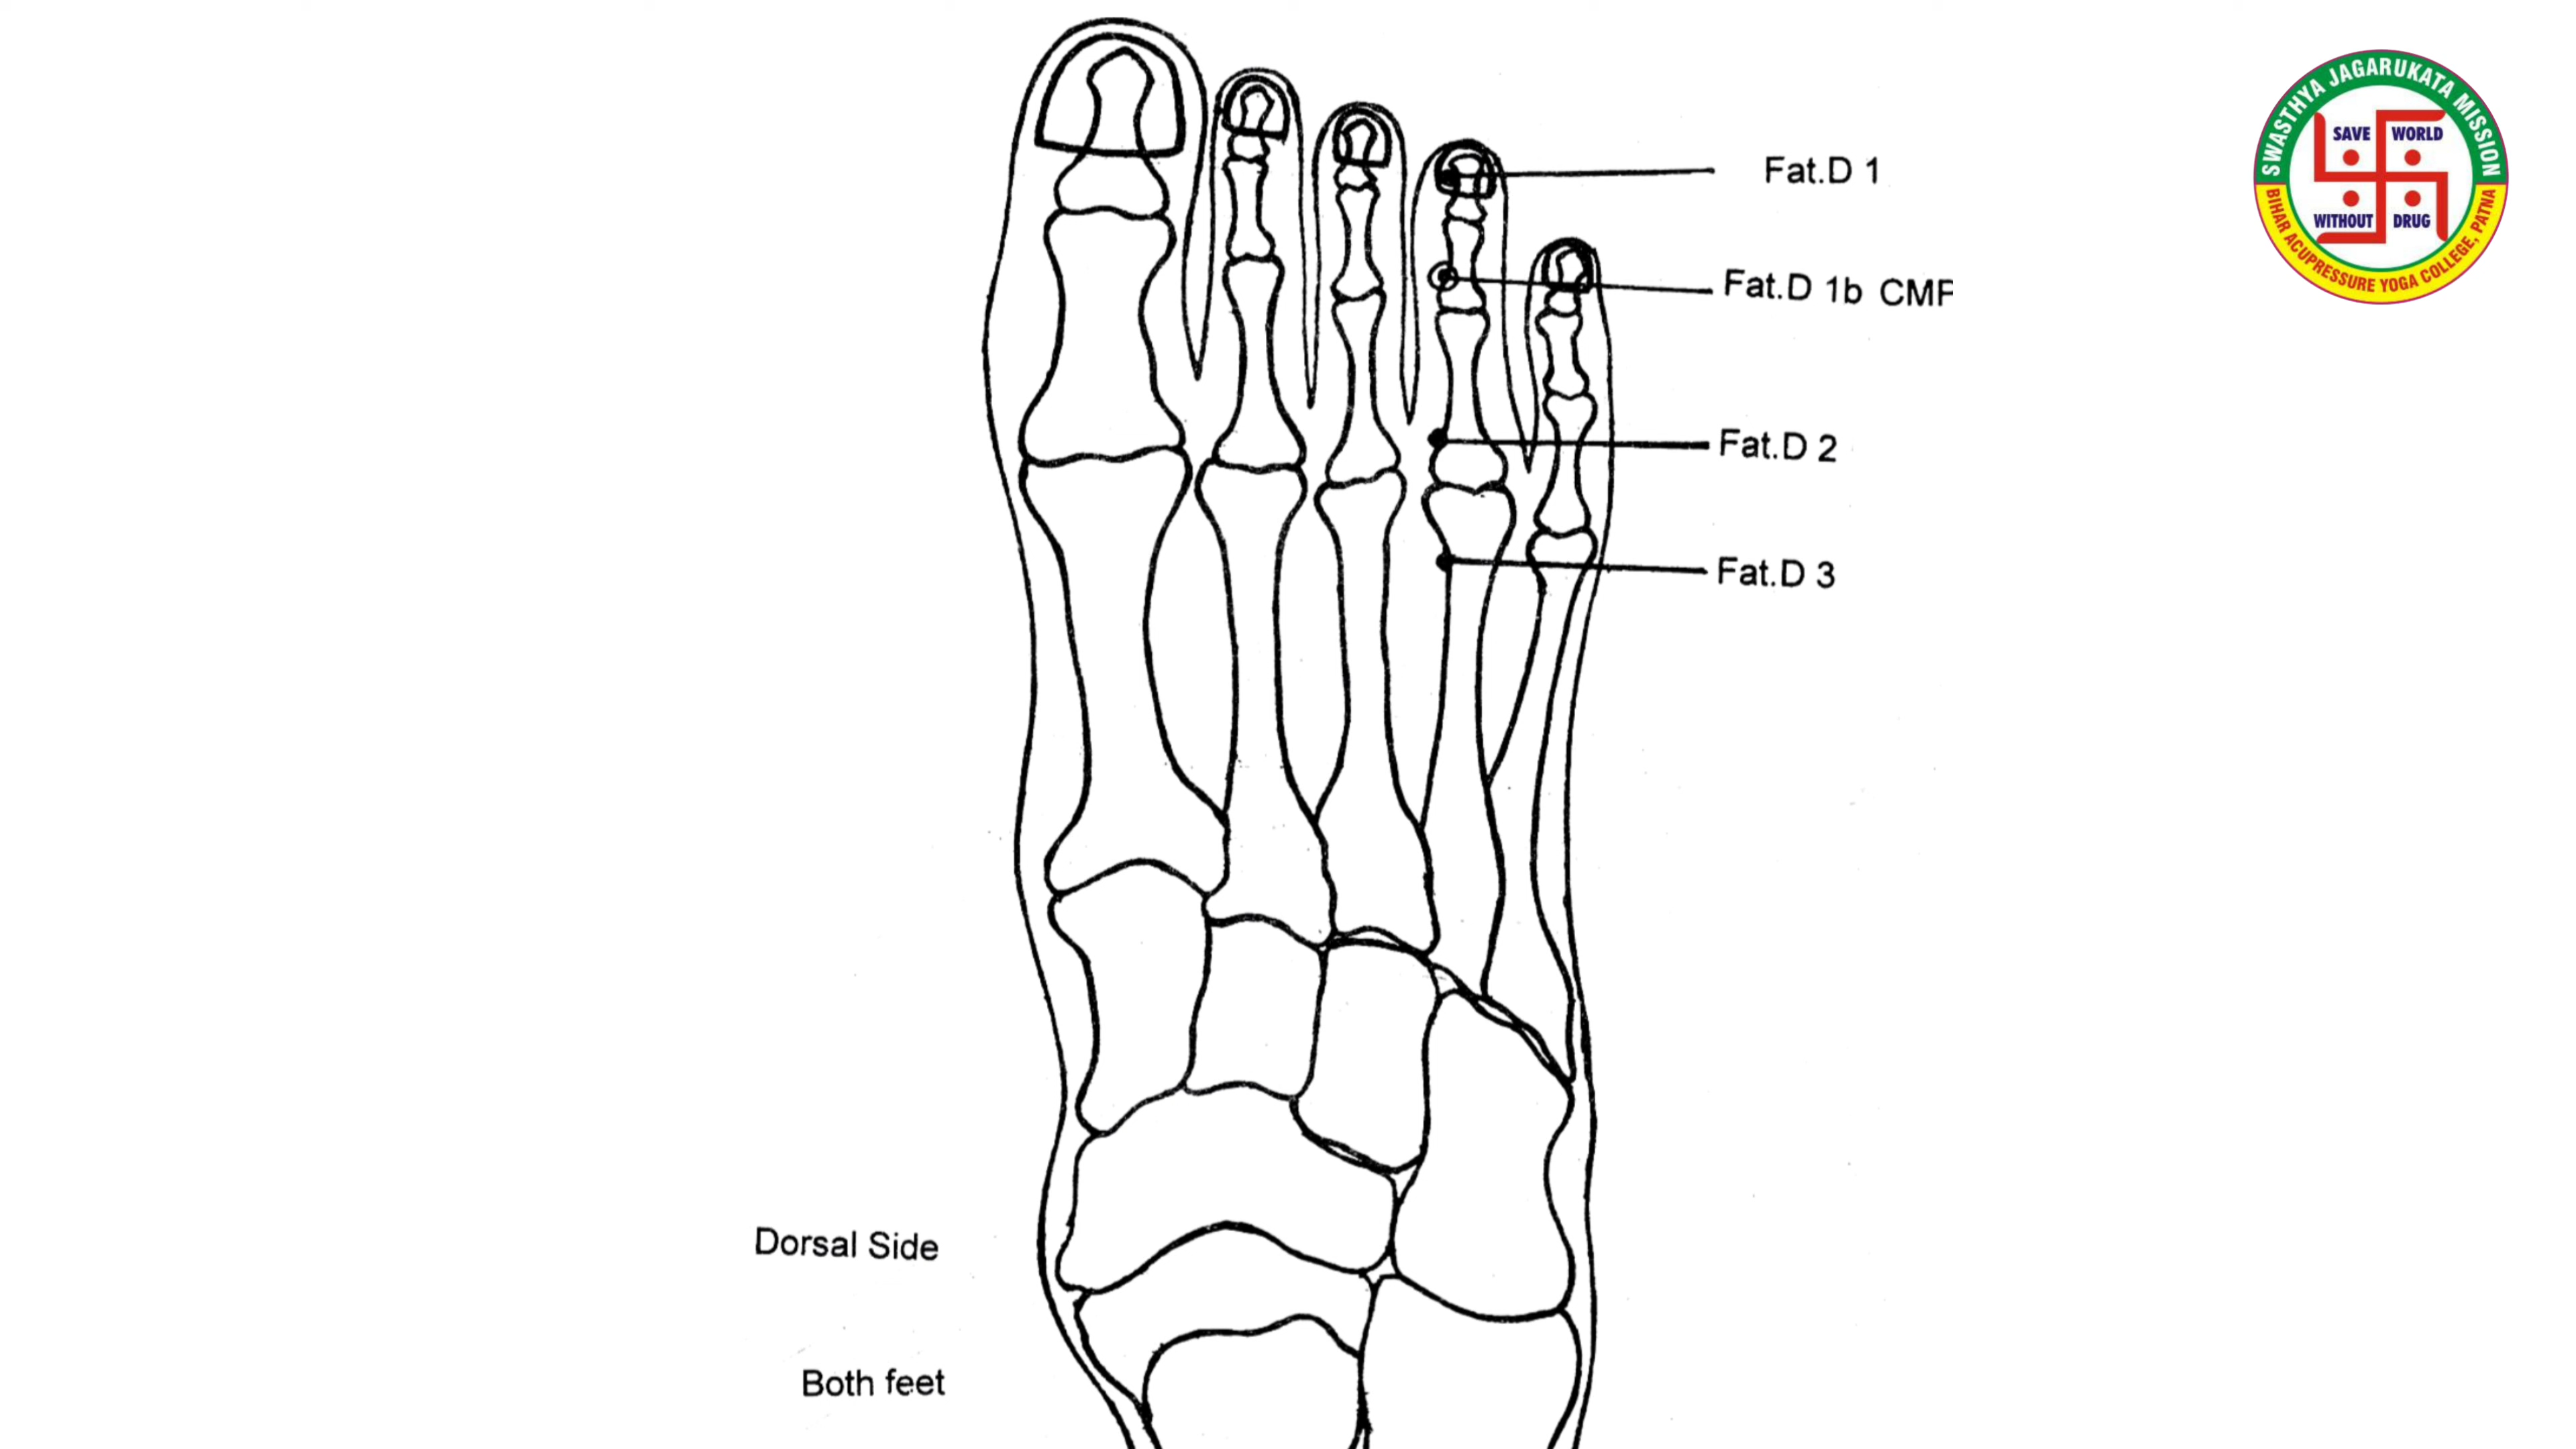 Fat.D 1
Fat.D 1b CMP
Fat.D 2
Fat.D 3
Dorsal Side
Both feet
SWASTHYA JAGARUKATA MISSION
SAVE WORLD
WITHOUT DRUG
BIHAR ACUPRESSURE YOGA COLLEGE, PATNA